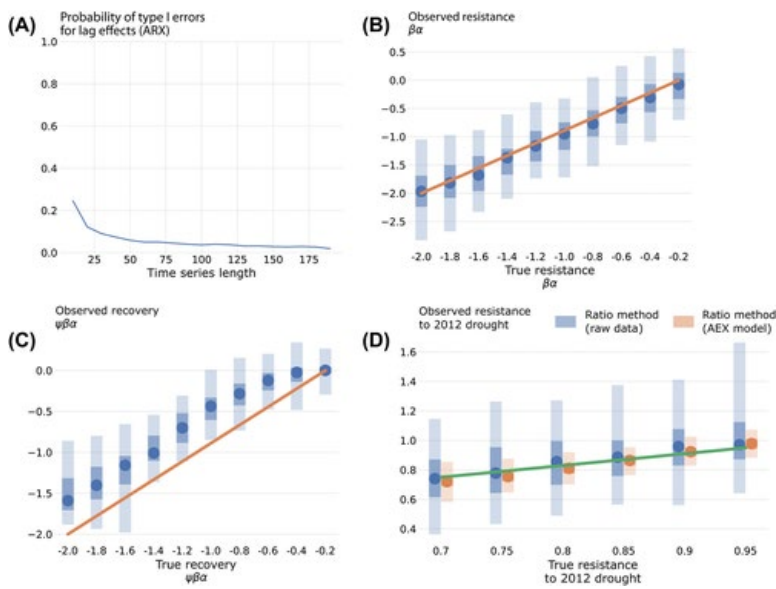 (A)
Probability of type I errors
for lag effects (ARX)
1.0
0.8
0.6
0.4
0.2
0.0
25 50 75 100 125 150 175
Time series length
(B)
Observed resistance
βα
0.5
0.0
−0.5
−1.0
−1.5
−2.0
−2.5
-2.0 -1.8 -1.6 -1.4 -1.2 -1.0 -0.8 -0.6 -0.4 -0.2
True resistance
βα
(C)
Observed recovery
ψβα
0.0
−0.5
−1.0
−1.5
−2.0
-2.0 -1.8 -1.6 -1.4 -1.2 -1.0 -0.8 -0.6 -0.4 -0.2
True recovery
ψβα
(D)
Observed resistance
to 2012 drought
Ratio method
(raw data)
Ratio method
(AEX model)
1.6
1.4
1.2
1.0
0.8
0.6
0.4
0.7 0.75 0.8 0.85 0.9 0.95
True resistance
to 2012 drought